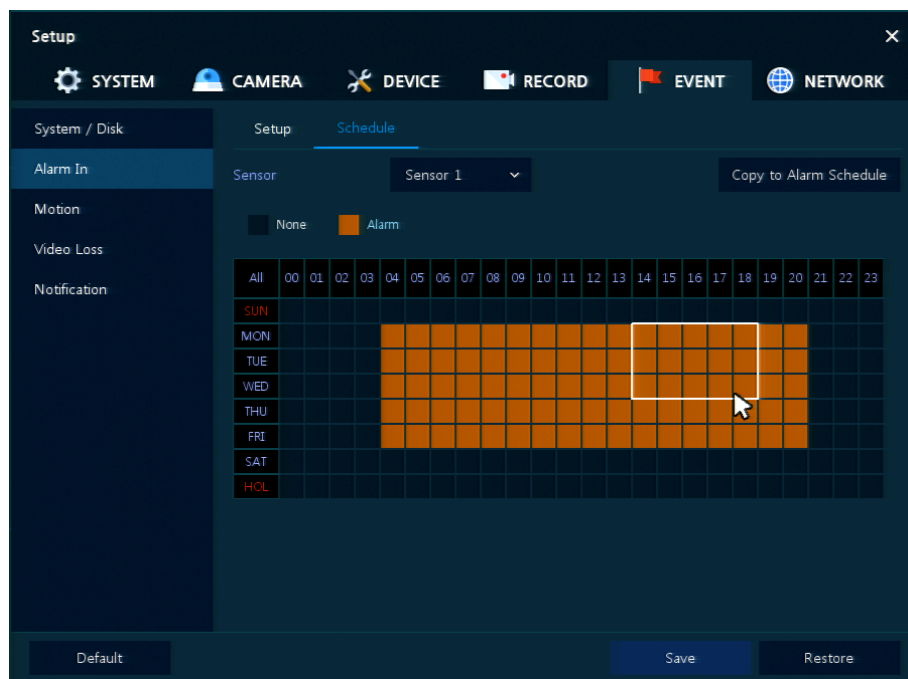 Setup
SYSTEM CAMERA DEVICE RECORD EVENT NETWORK
System / Disk
Alarm In
Motion
Video Loss
Notification
Setup Schedule
Sensor Sensor 1 Copy to Alarm Schedule
None Alarm
All 00 01 02 03 04 05 06 07 08 09 10 11 12 13 14 15 16 17 18 19 20 21 22 23
SUN
MON
TUE
WED
THU
FRI
SAT
HOL
Default Save Restore